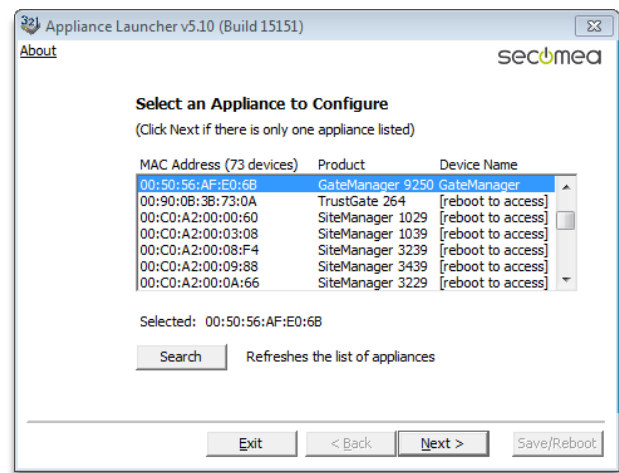 Appliance Launcher v5.10 (Build 15151)
About
secomea
Select an Appliance to Configure
(Click Next if there is only one appliance listed)
MAC Address (73 devices) Product Device Name
00:50:56:AF:E0:6B GateManager 9250 GateManager
00:90:0B:3B:73:0A TrustGate 264 [reboot to access]
00:C0:A2:00:00:60 SiteManager 1029 [reboot to access]
00:C0:A2:00:03:08 SiteManager 1039 [reboot to access]
00:C0:A2:00:08:F4 SiteManager 3239 [reboot to access]
00:C0:A2:00:09:88 SiteManager 3439 [reboot to access]
00:C0:A2:00:0A:66 SiteManager 3229 [reboot to access]
Selected: 00:50:56:AF:E0:6B
Search Refreshes the list of appliances
Exit < Back Next > Save/Reboot